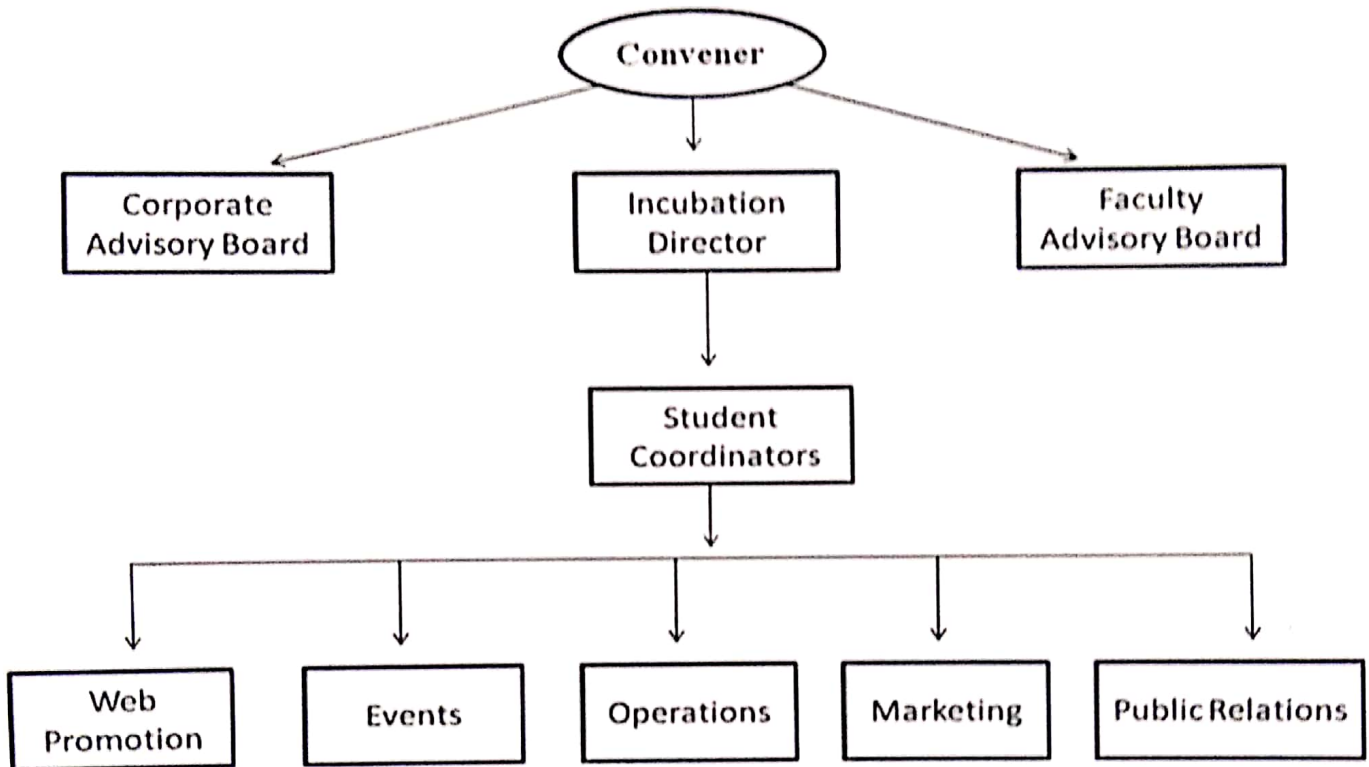 Convener
Corporate
Advisory Board
Incubation
Director
Faculty
Advisory Board
Student
Coordinators
Web
Promotion
Events
Operations
Marketing
Public Relations